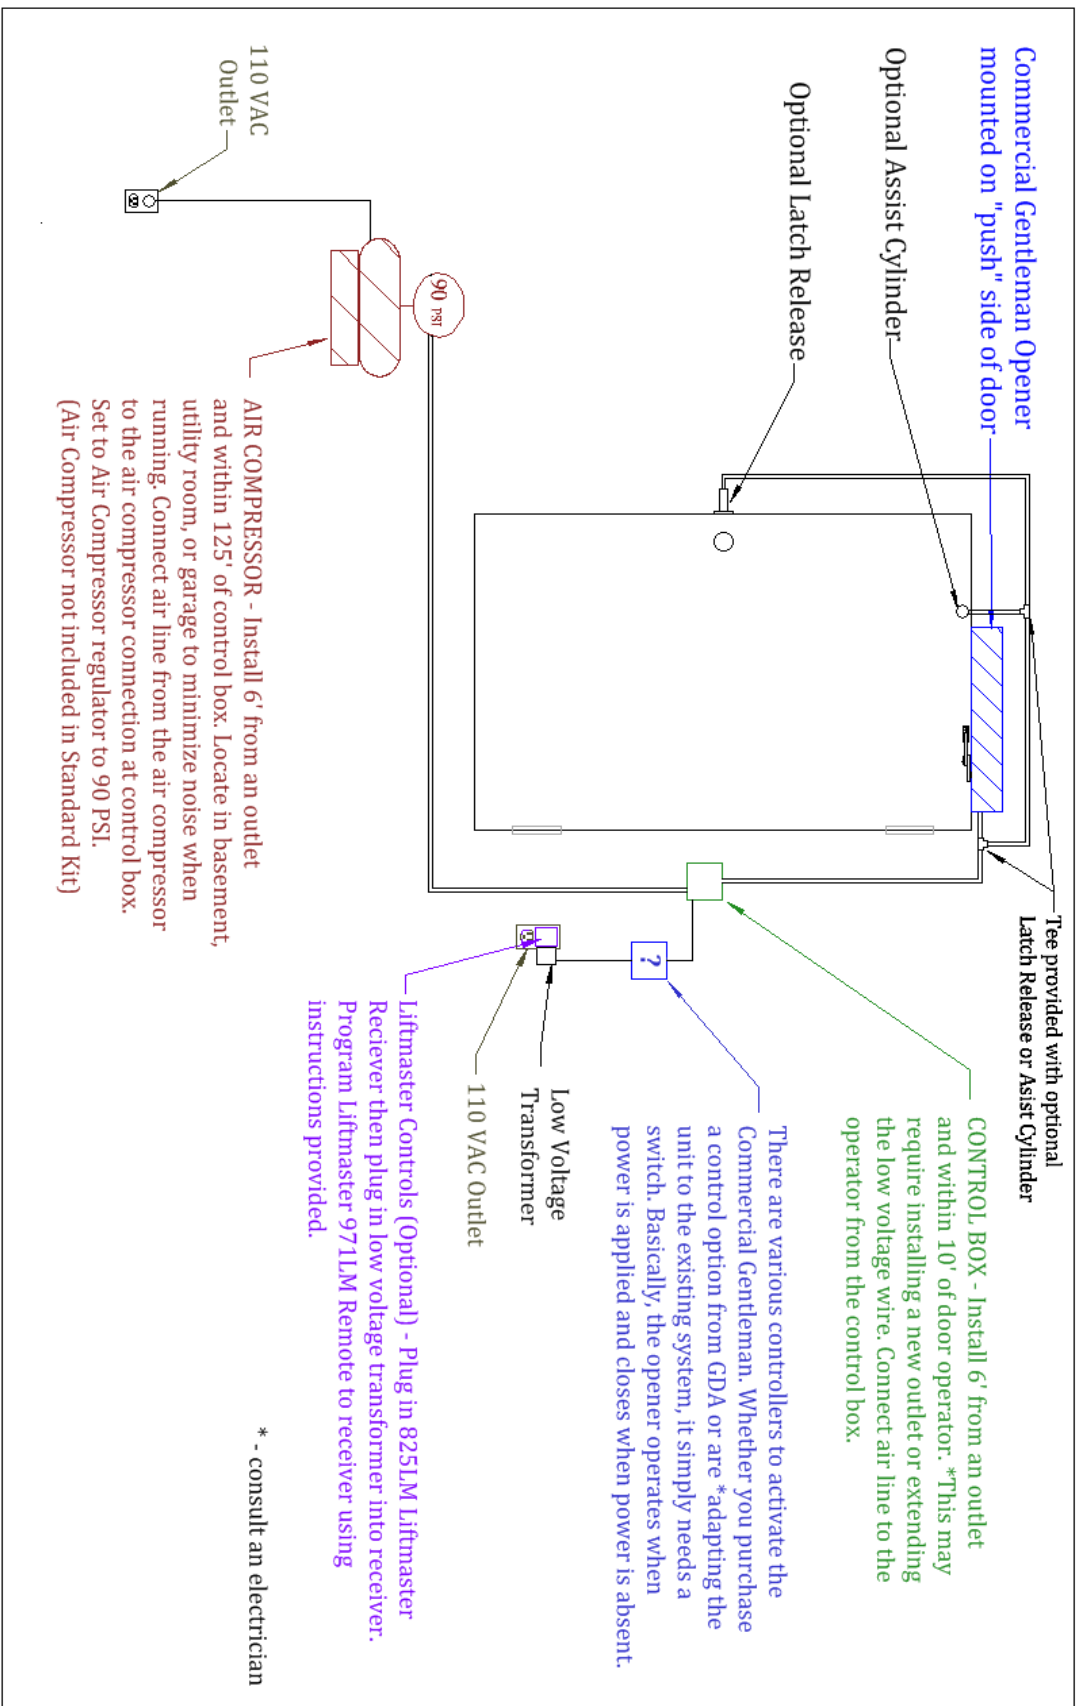 Commercial Gentleman Opener
mounted on "push" side of door
Optional Assist Cylinder
Optional Latch Release
110 VAC
Outlet
90 PSI
AIR COMPRESSOR - Install 6' from an outlet
and within 125' of control box. Locate in basement,
utility room, or garage to minimize noise when
running. Connect air line from the air compressor
to the air compressor connection at control box.
Set to Air Compressor regulator to 90 PSI.
(Air Compressor not included in Standard Kit)
Tee provided with optional
Latch Release or Asist Cylinder
CONTROL BOX - Install 6' from an outlet
and within 10' of door operator. *This may
require installing a new outlet or extending
the low voltage wire. Connect air line to the
operator from the control box.
?
There are various controllers to activate the
Commercial Gentleman. Whether you purchase
a control option from GDA or are *adapting the
unit to the existing system, it simply needs a
switch. Basically, the opener operates when
power is applied and closes when power is absent.
Low Voltage
Transformer
110 VAC Outlet
Liftmaster Controls (Optional) - Plug in 825LM Liftmaster
Reciever then plug in low voltage transformer into receiver.
Program Liftmaster 971LM Remote to receiver using
instructions provided.
* - consult an electrician